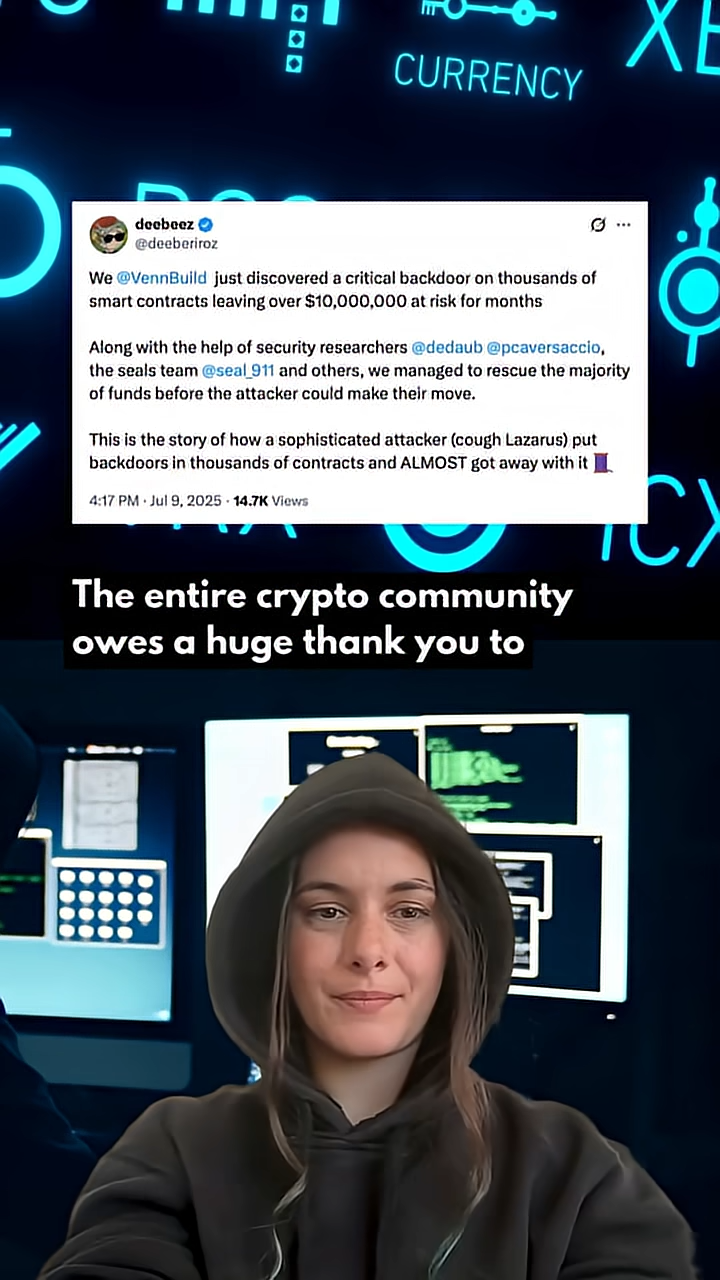 CURRENCY
XE
deebeez
@deeberiroz
We @VennBuild just discovered a critical backdoor on thousands of
smart contracts leaving over $10,000,000 at risk for months
Along with the help of security researchers @dedaub @pcaversaccio,
the seals team @seal_911 and others, we managed to rescue the majority
of funds before the attacker could make their move.
This is the story of how a sophisticated attacker (cough Lazarus) put
backdoors in thousands of contracts and ALMOST got away with it
4:17 PM · Jul 9, 2025 · 14.7K Views
ICX
The entire crypto community
owes a huge thank you to